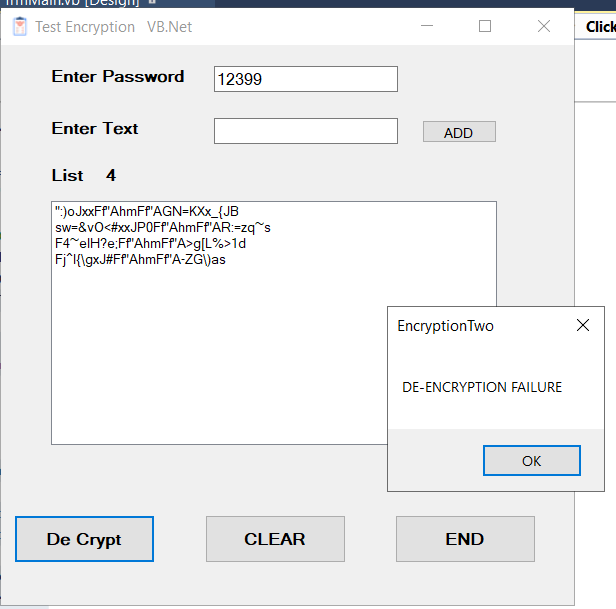 frmMain.vb [Design]
Test Encryption VB.Net
Click
Enter Password 12399
Enter Text
ADD
List 4
":)oJxxFf"AhmFf"AGN=KXx_{JB
sw=&vO<#xxJP0Ff"AhmFf"AR:=zq~s
F4~eIH?e;Ff"AhmFf"A>g[L%>1d
Fj^I{\gxJ#Ff"AhmFf"A-ZG\)as
EncryptionTwo
DE-ENCRYPTION FAILURE
OK
De Crypt
CLEAR
END